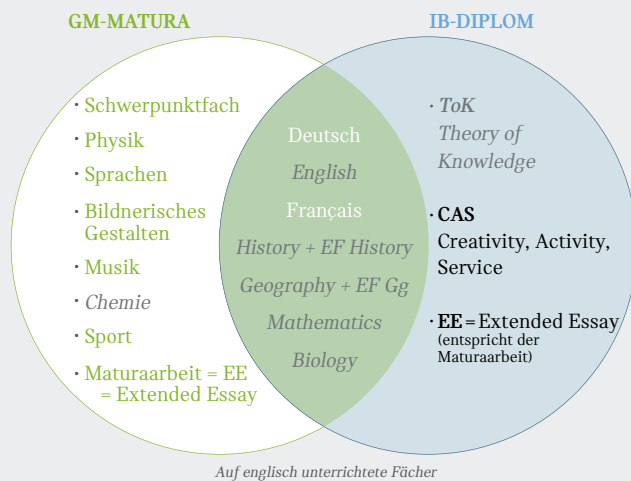 GM-MATURA
IB-DIPLOM
· Schwerpunktfach
· Physik
· Sprachen
· Bildnerisches
Gestalten
· Musik
· Chemie
· Sport
· Maturaarbeit = EE
= Extended Essay
Deutsch
English
Français
History + EF History
Geography + EF Gg
Mathematics
Biology
· ToK
Theory of
Knowledge
· CAS
Creativity, Activity,
Service
· EE = Extended Essay
(entspricht der
Maturaarbeit)
Auf englisch unterrichtete Fächer